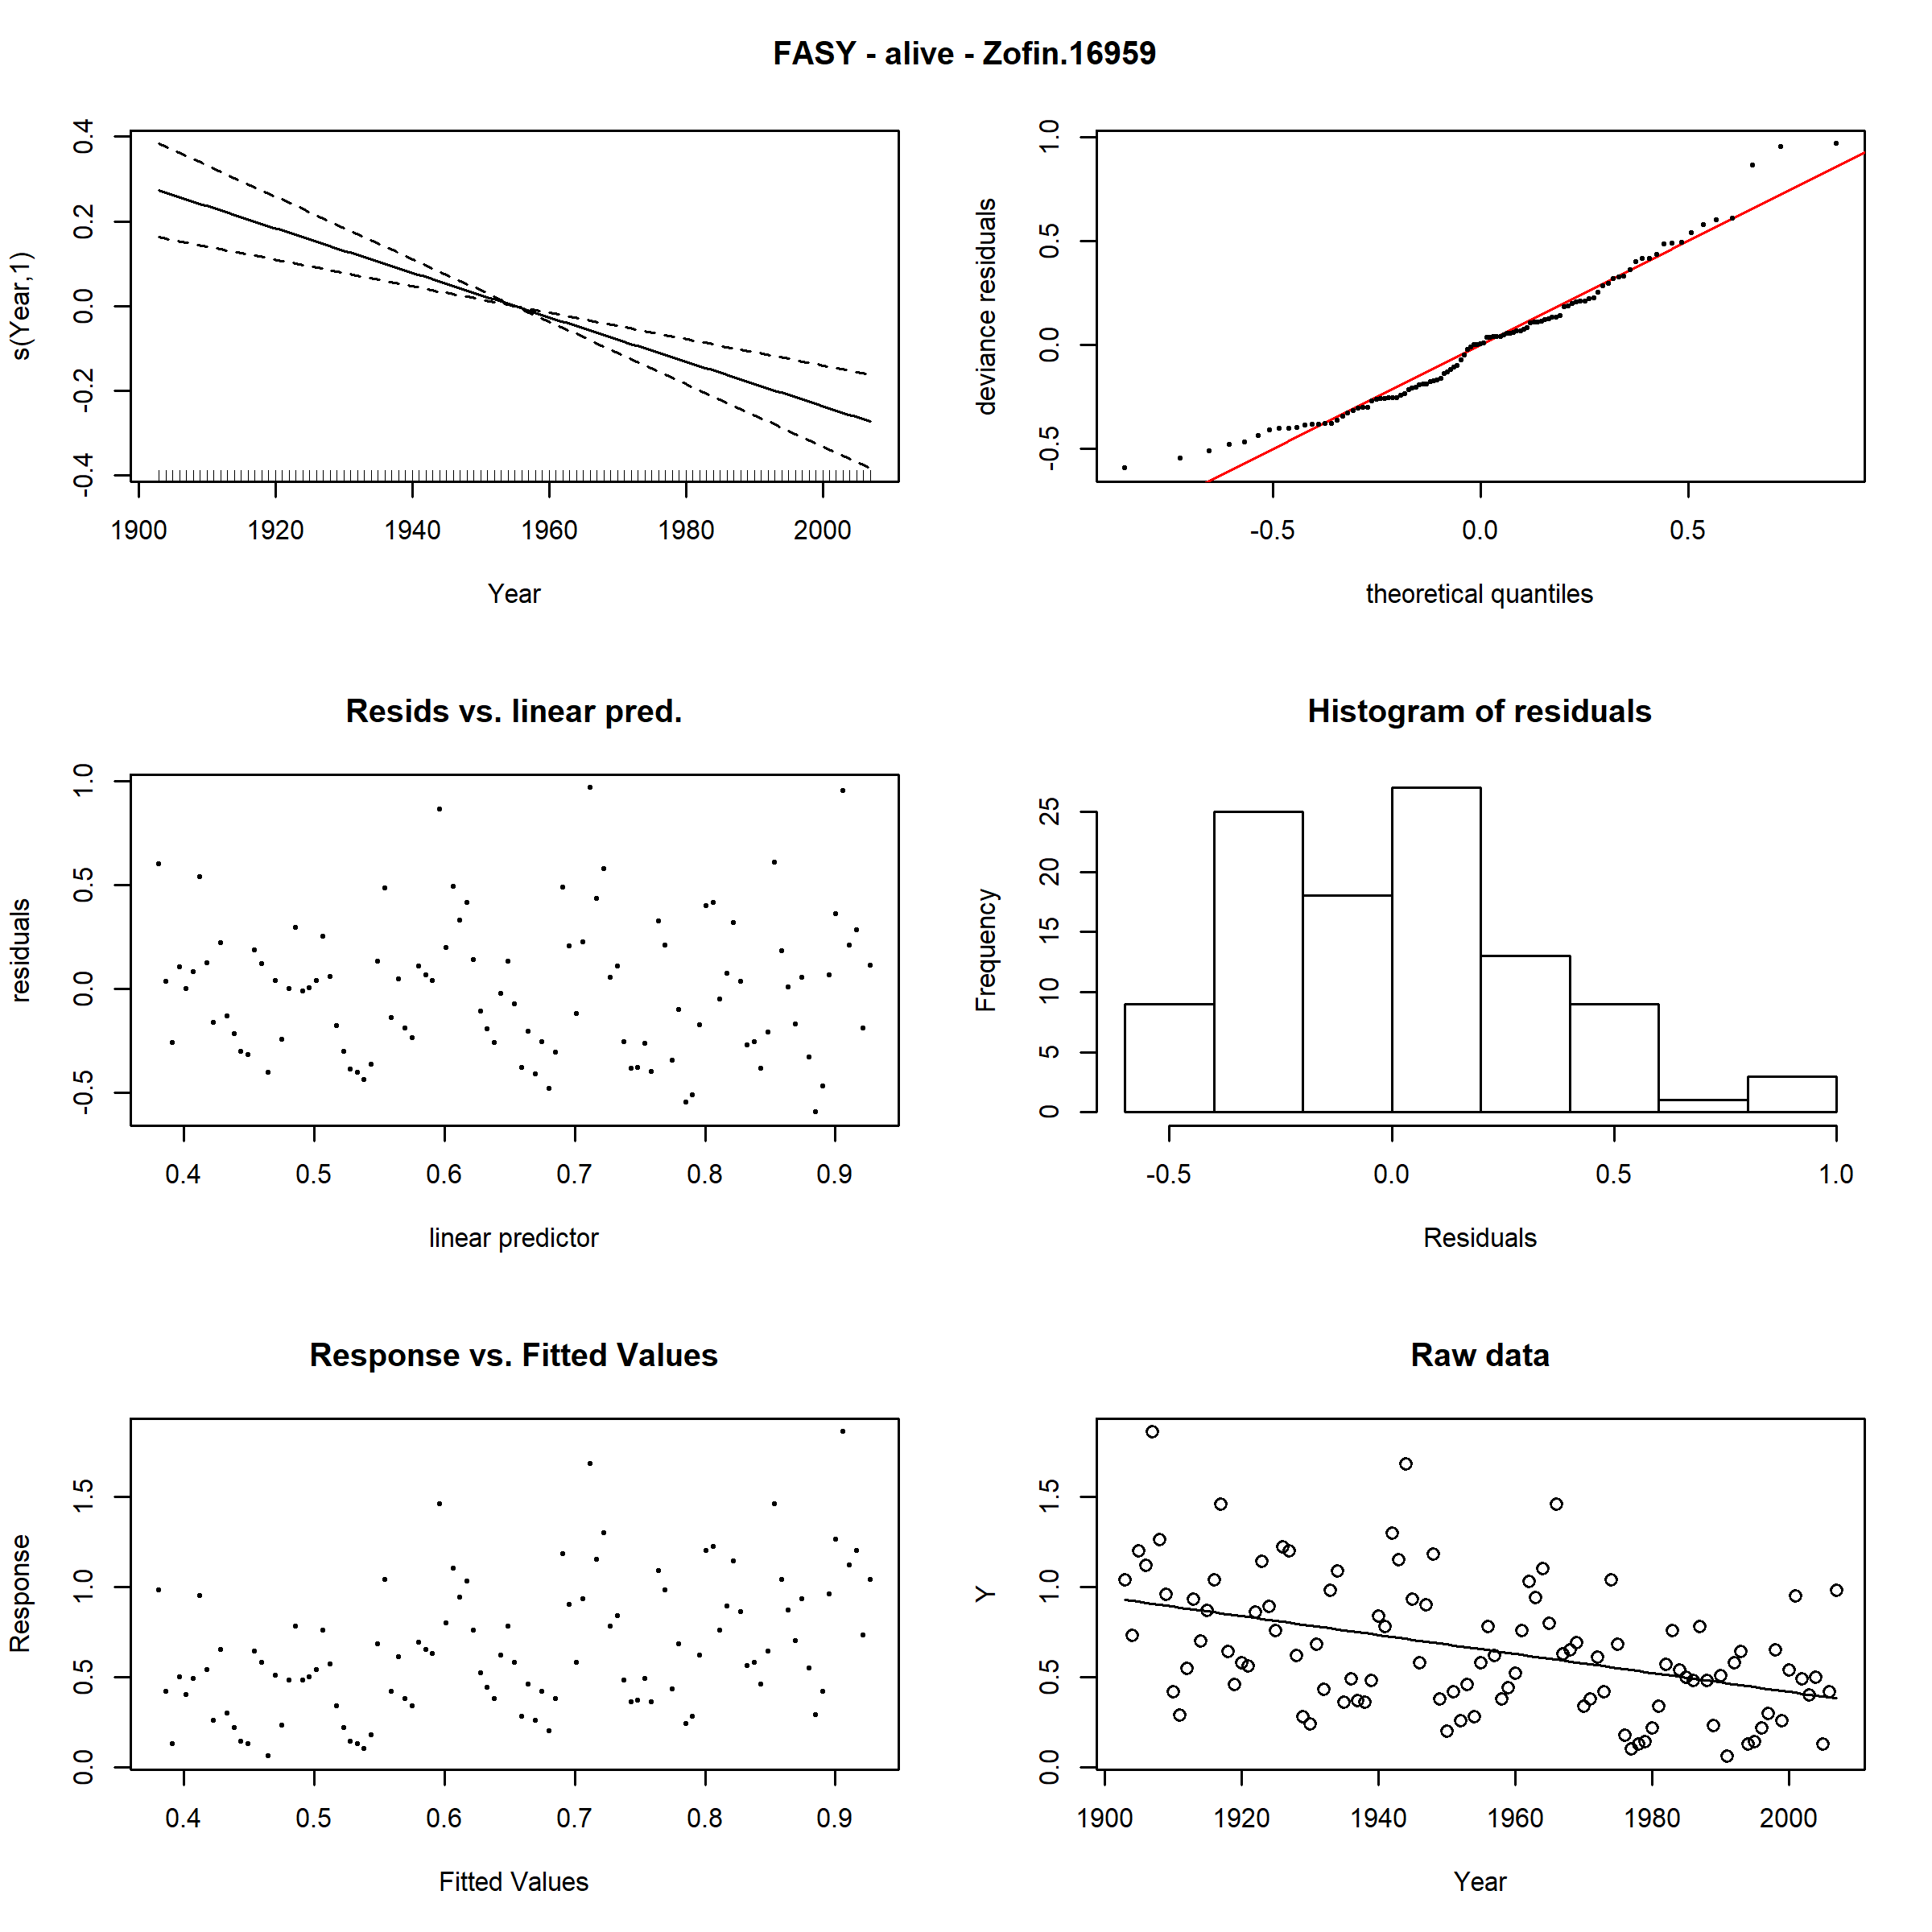 FASY - alive - Zofin.16959
s(Year,1)
0.4
0.2
0.0
-0.2
-0.4
1900 1920 1940 1960 1980 2000
Year
deviance residuals
1.0
0.5
0.0
-0.5
-0.5 0.0 0.5
theoretical quantiles
Resids vs. linear pred.
residuals
1.0
0.5
0.0
-0.5
0.4 0.5 0.6 0.7 0.8 0.9
linear predictor
Histogram of residuals
Frequency
25
20
15
10
5
0
-0.5 0.0 0.5 1.0
Residuals
Response vs. Fitted Values
Response
1.5
1.0
0.5
0.0
0.4 0.5 0.6 0.7 0.8 0.9
Fitted Values
Raw data
Y
1.5
1.0
0.5
0.0
1900 1920 1940 1960 1980 2000
Year